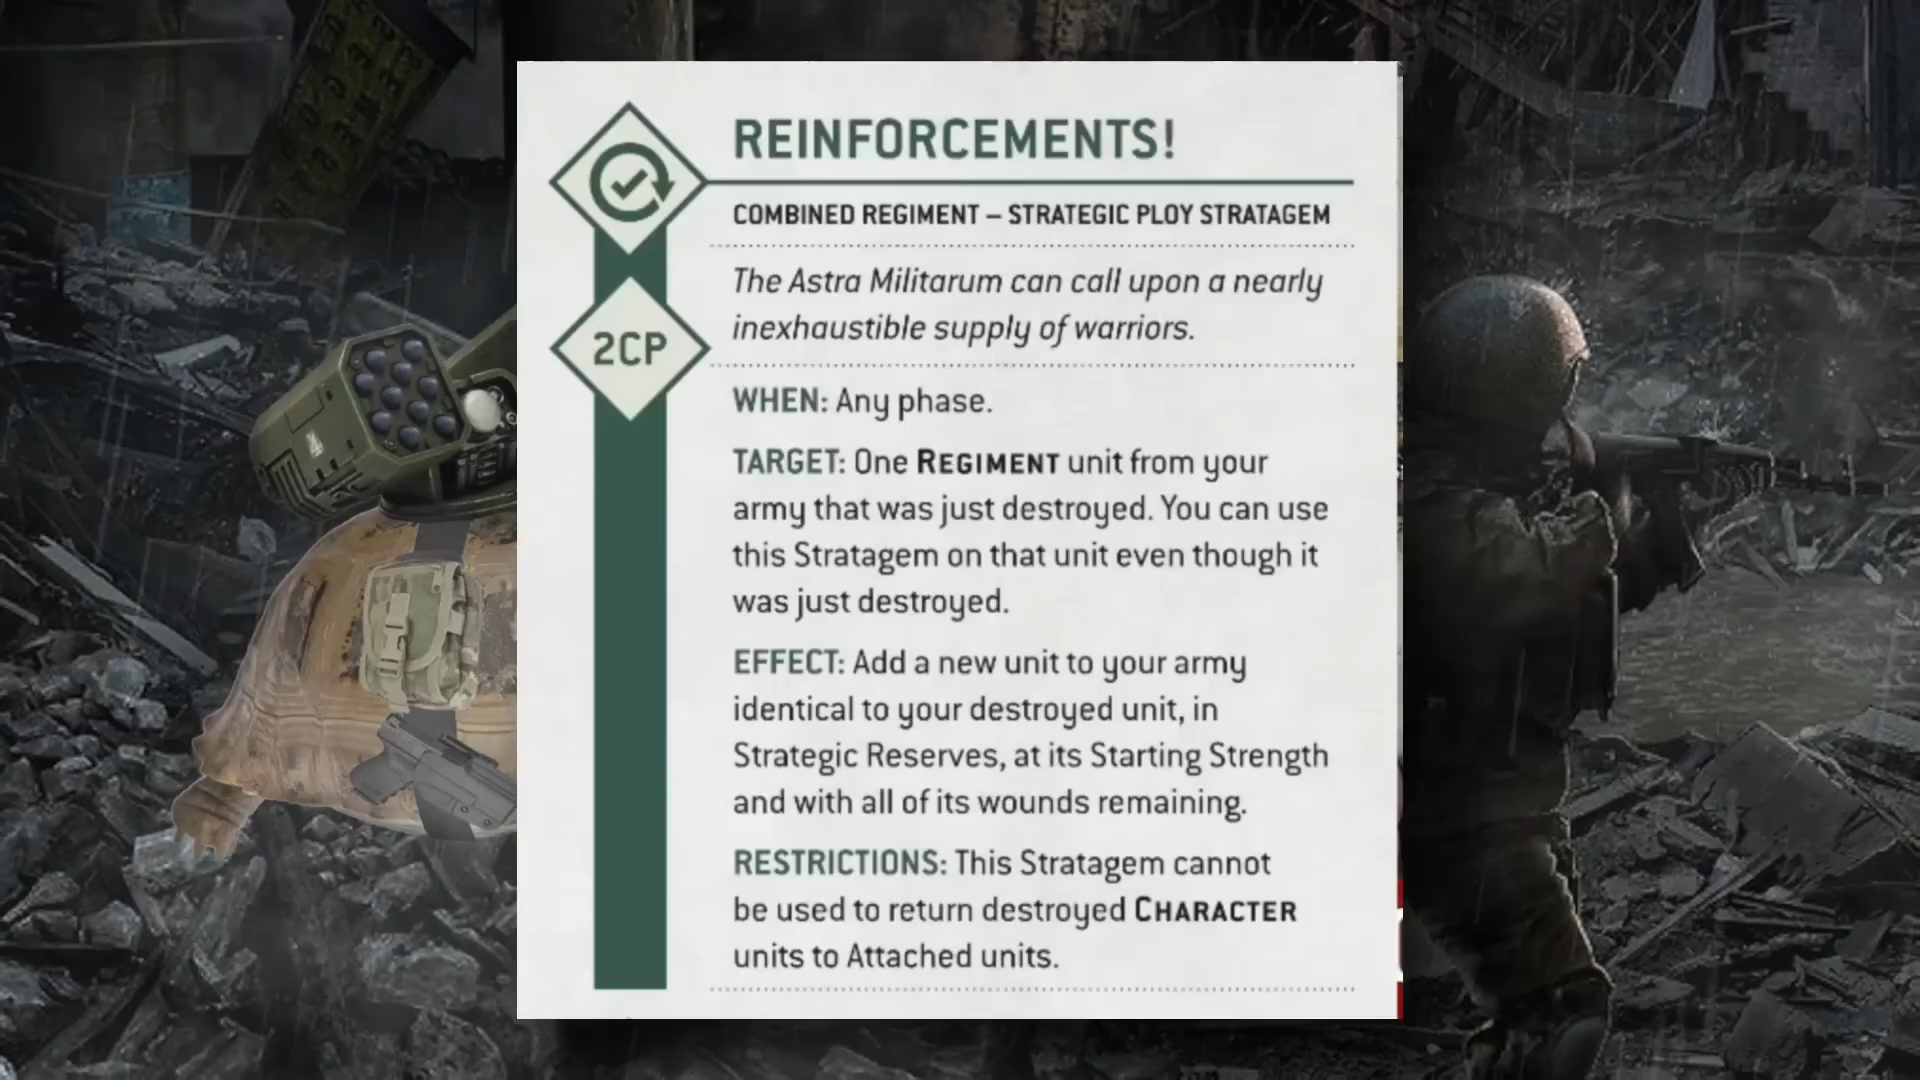 REINFORCEMENTS!
COMBINED REGIMENT – STRATEGIC PLOY STRATAGEM
The Astra Militarum can call upon a nearly
inexhaustible supply of warriors.
2CP
WHEN: Any phase.
TARGET: One REGIMENT unit from your
army that was just destroyed. You can use
this Stratagem on that unit even though it
was just destroyed.
EFFECT: Add a new unit to your army
identical to your destroyed unit, in
Strategic Reserves, at its Starting Strength
and with all of its wounds remaining.
RESTRICTIONS: This Stratagem cannot
be used to return destroyed CHARACTER
units to Attached units.